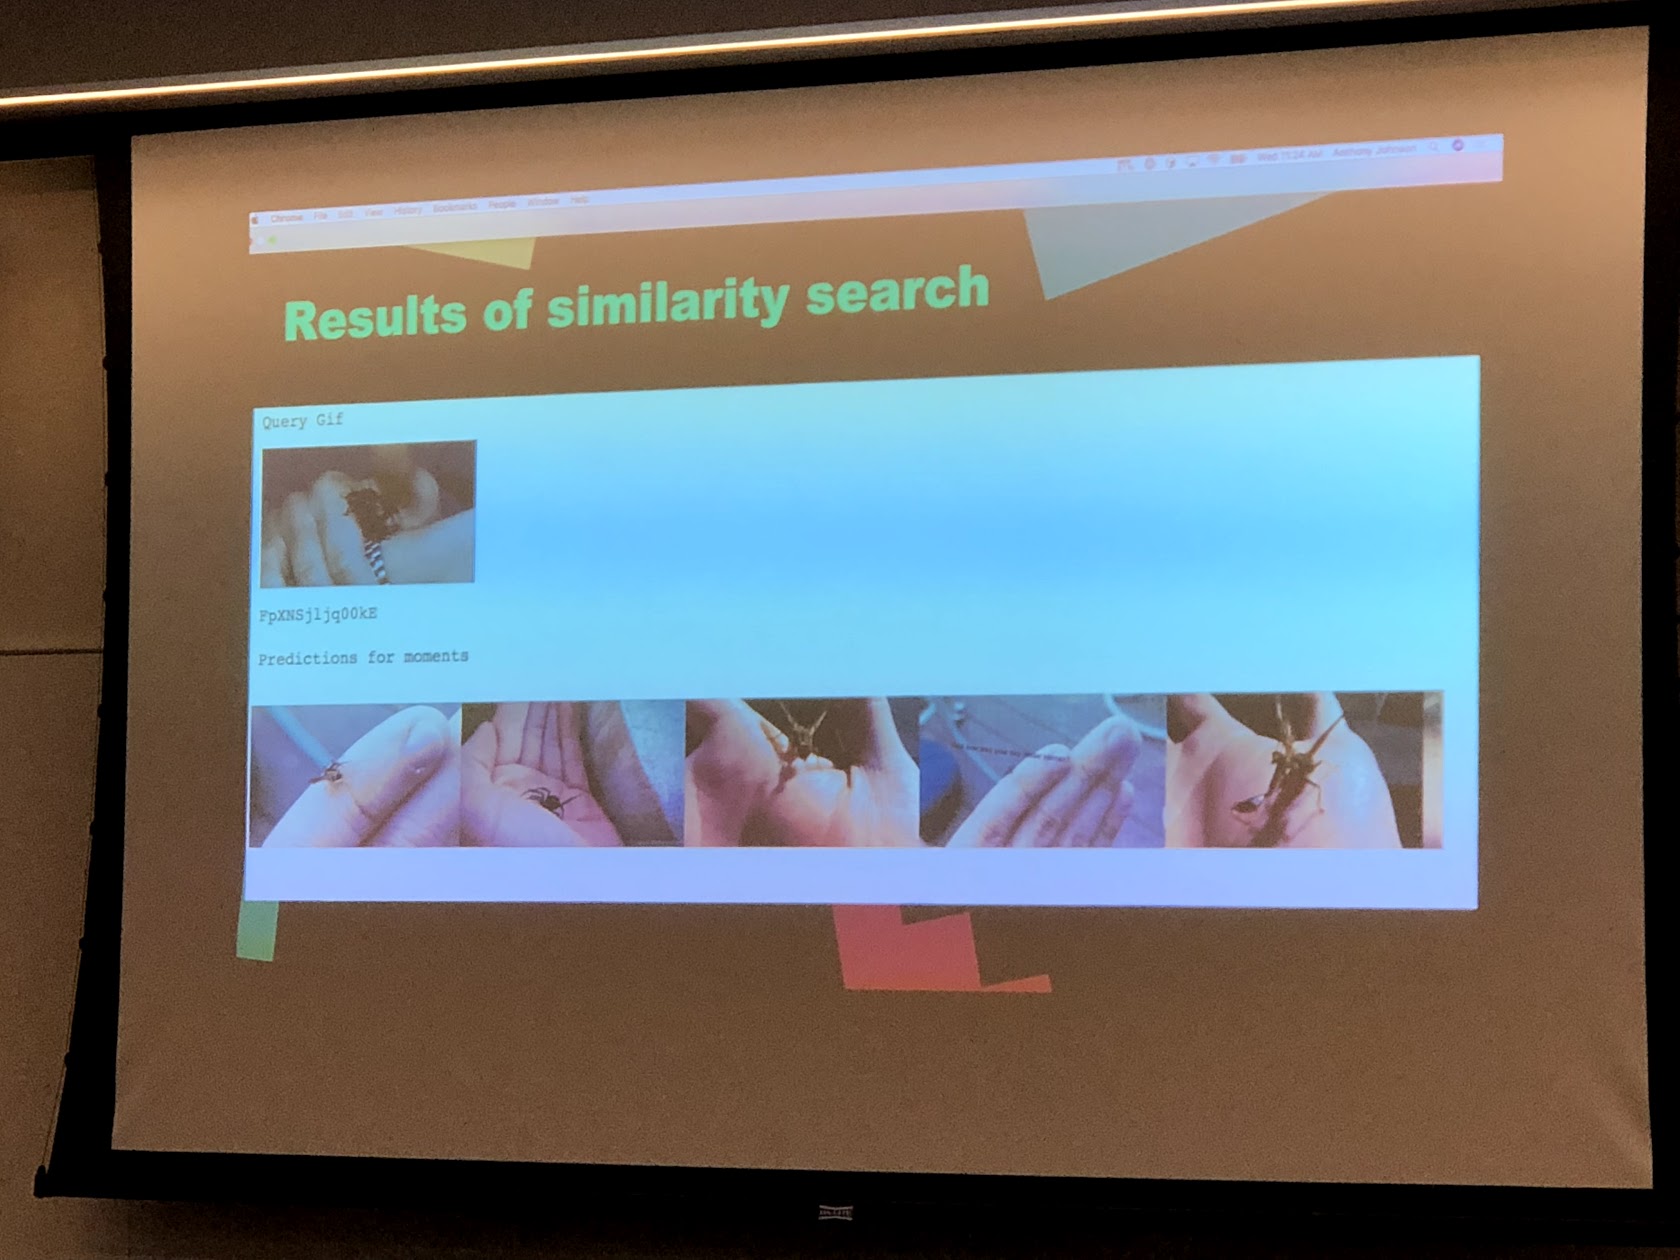 Chrome File Edit View History Bookmarks People Window Help
Wed 11:24 AM Anthony Johnson
Results of similarity search
Query Gif
FpXNSjljq00kE
Predictions for moments
DA-LITE